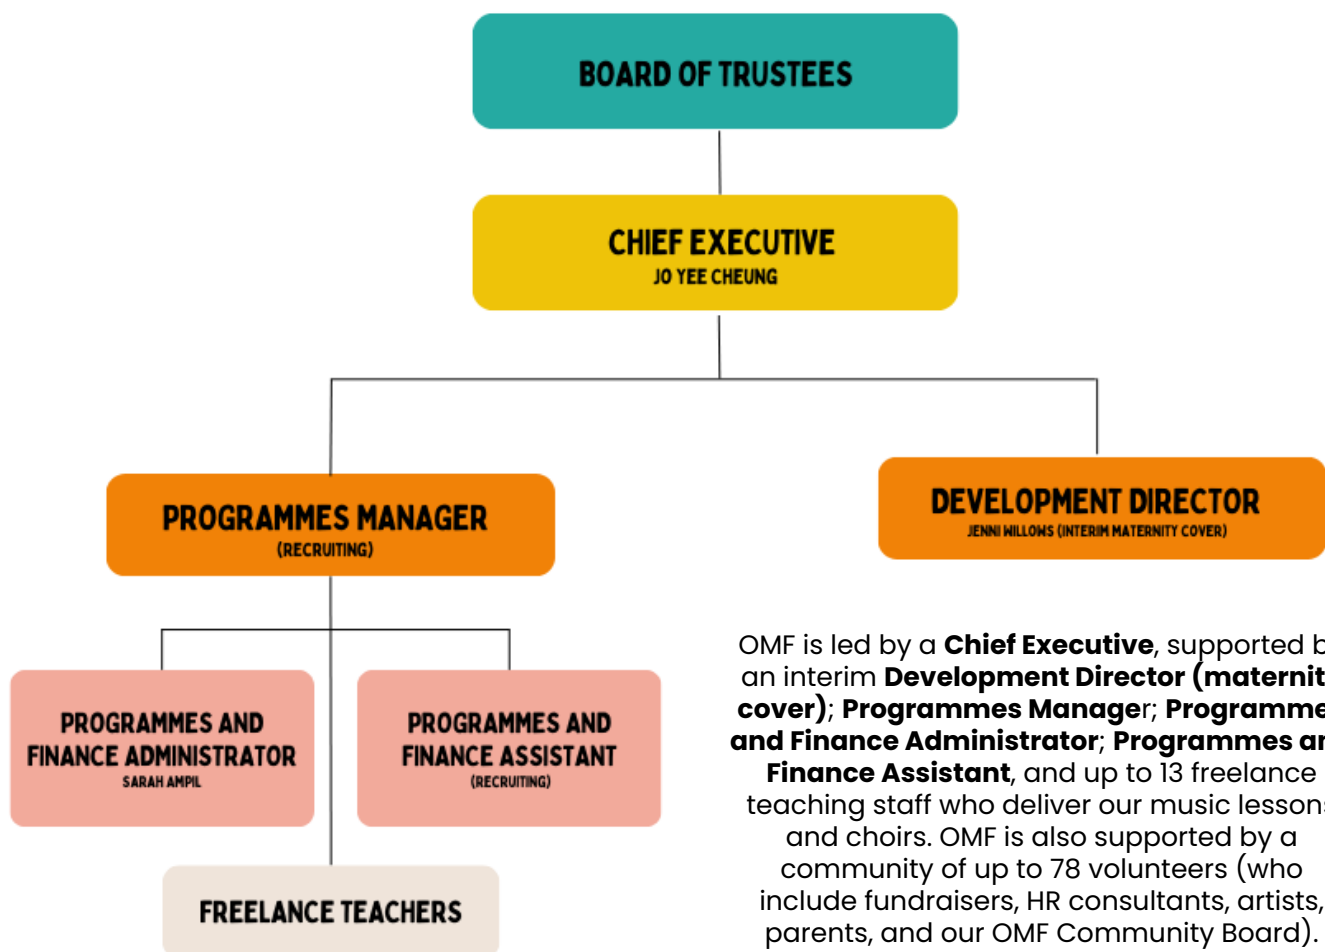 BOARD OF TRUSTEES
CHIEF EXECUTIVE
JO YEE CHEUNG
PROGRAMMES MANAGER
(RECRUITING)
DEVELOPMENT DIRECTOR
JENNI WILLOWS (INTERIM MATERNITY COVER)
PROGRAMMES AND
FINANCE ADMINISTRATOR
SARAH AMPIL
PROGRAMMES AND
FINANCE ASSISTANT
(RECRUITING)
FREELANCE TEACHERS
OMF is led by a Chief Executive, supported b
an interim Development Director (maternit
cover); Programmes Manager; Programme
and Finance Administrator; Programmes an
Finance Assistant, and up to 13 freelance
teaching staff who deliver our music lessons
and choirs. OMF is also supported by a
community of up to 78 volunteers (who
include fundraisers, HR consultants, artists,
parents, and our OMF Community Board).